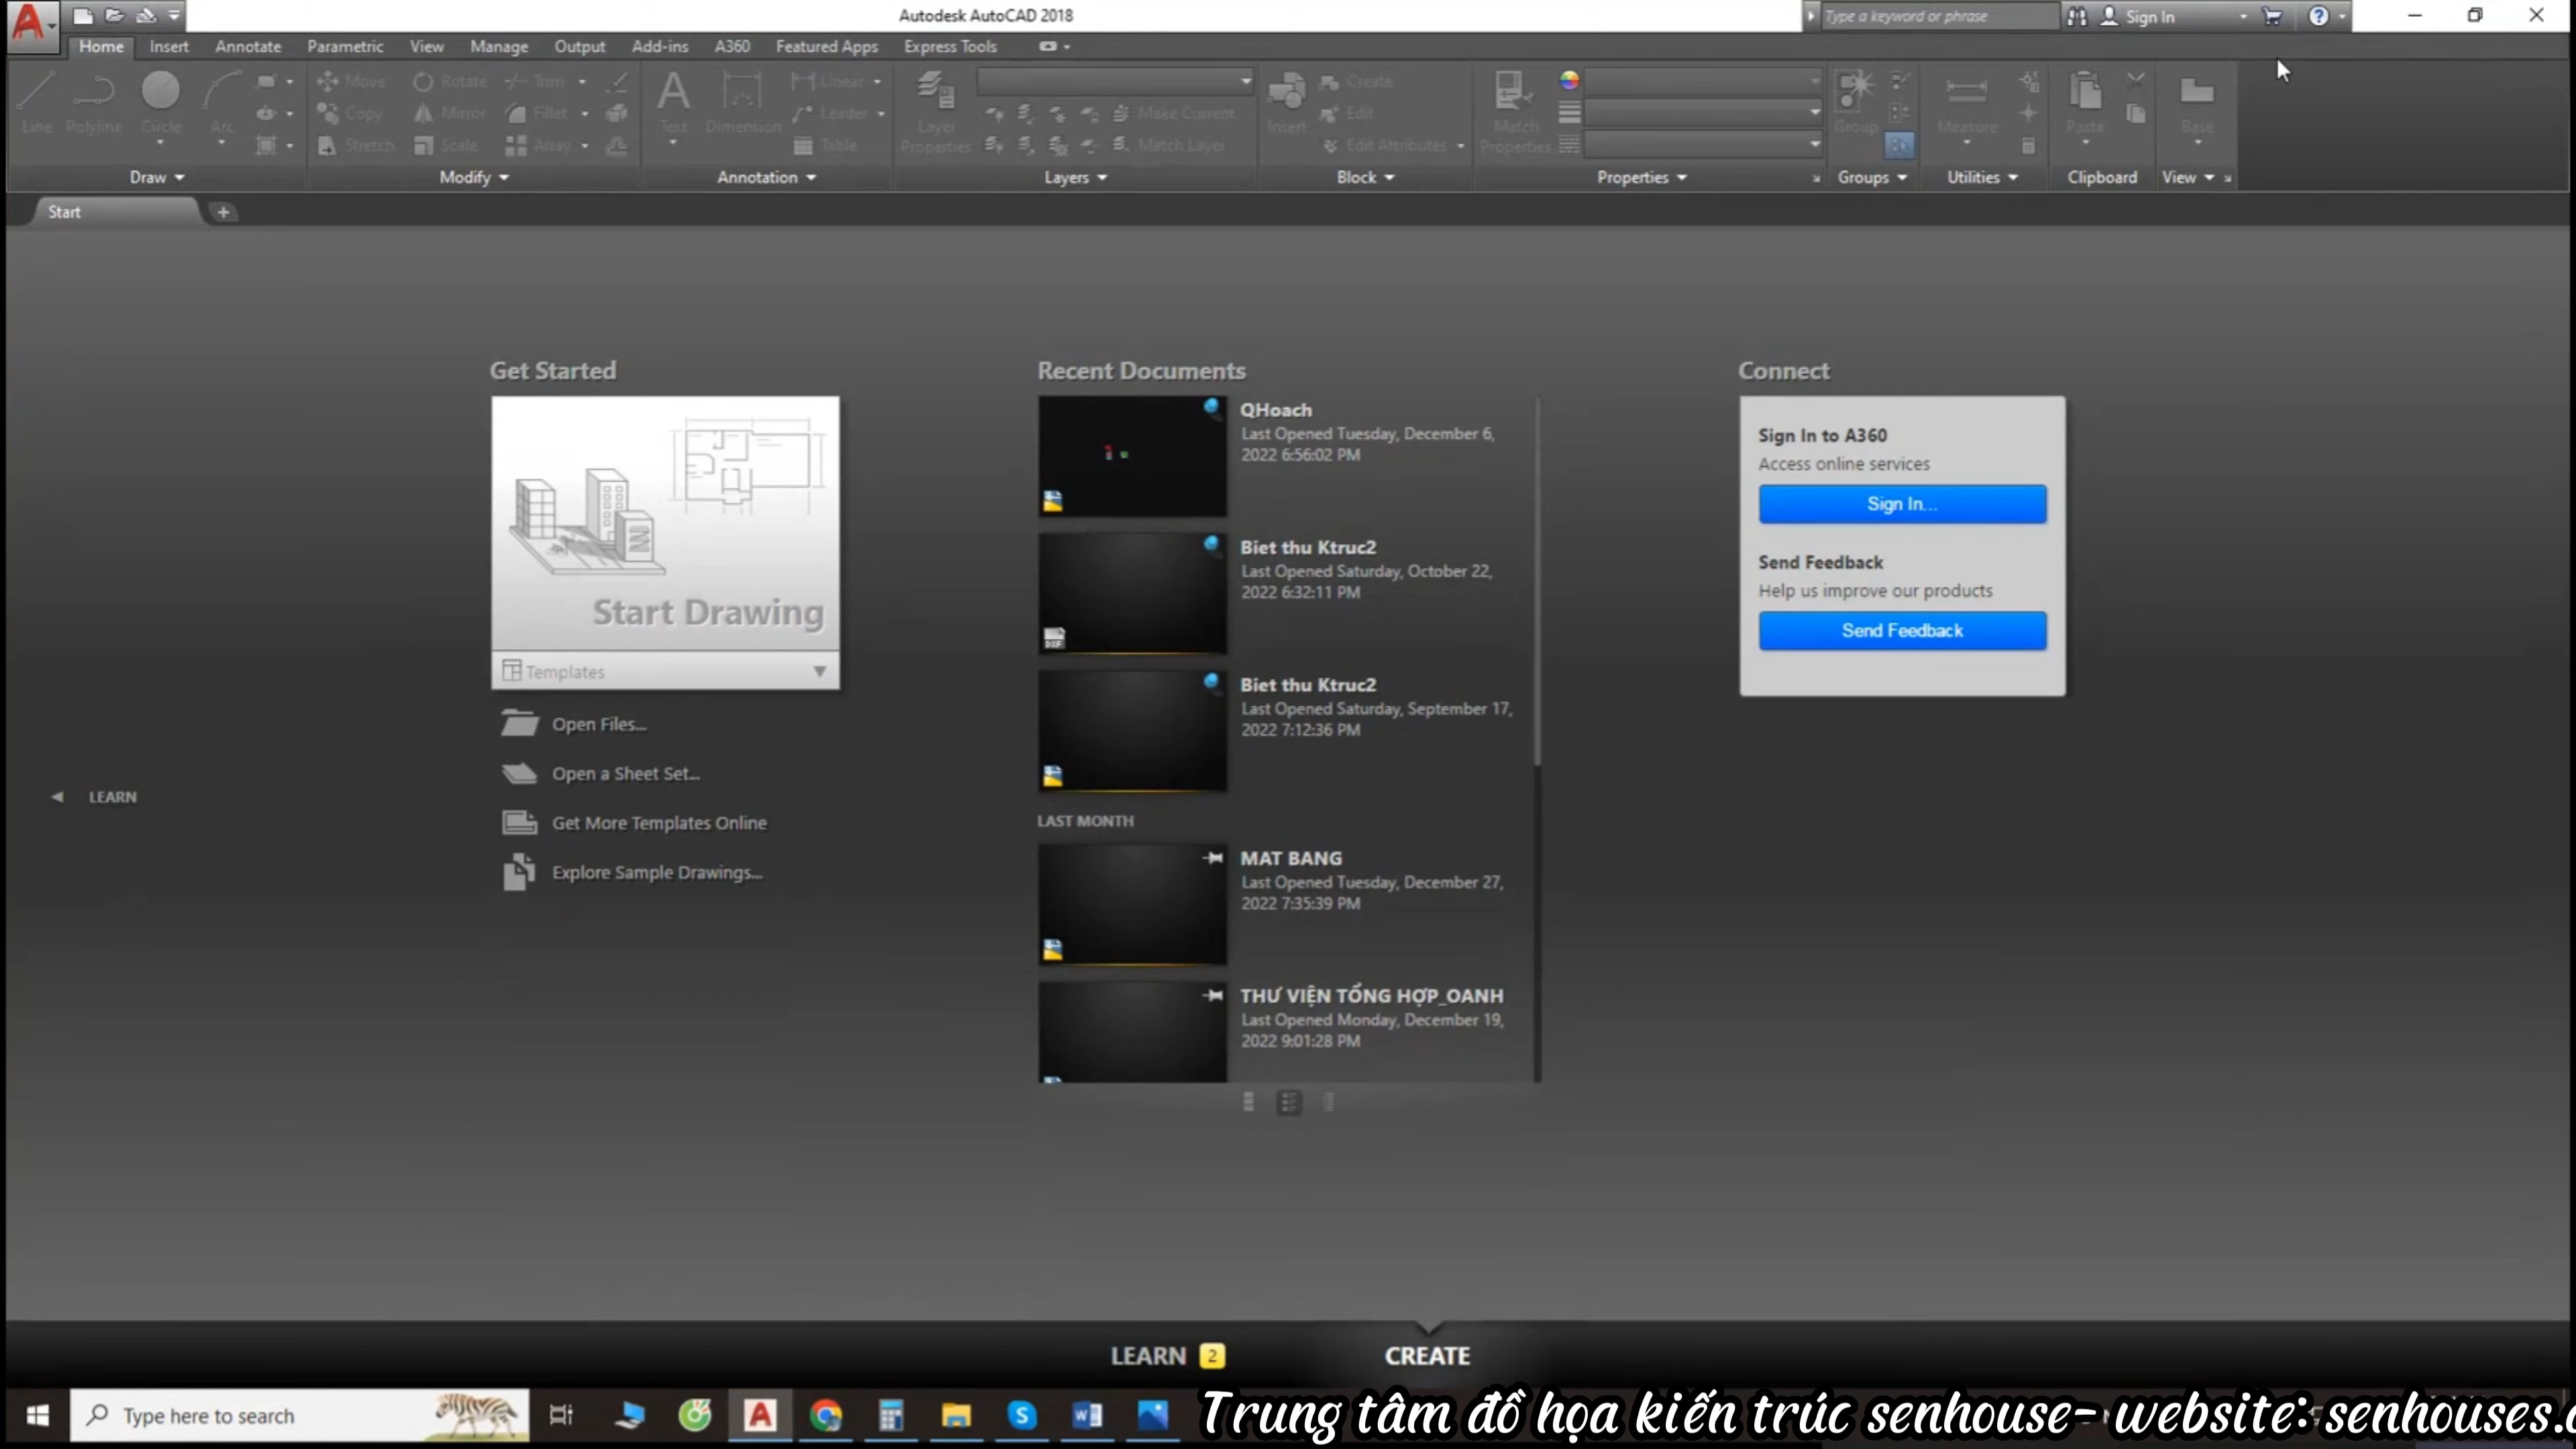 Autodesk AutoCAD 2018
Type a keyword or phrase
Sign In
Home Insert Annotate Parametric View Manage Output Add-ins A360 Featured Apps Express Tools
Line Polyline Circle Arc
Move Rotate Trim
Copy Mirror Fillet
Stretch Scale Array
Text Dimension
Linear
Leader
Table
Layer Properties
Make Current
Match Layer
Insert
Create
Edit
Edit Attributes
Match Properties
Group
Measure
Paste
Base
Draw Modify Annotation Layers Block Properties Groups Utilities Clipboard View
Start
Get Started
Start Drawing
Templates
Open Files...
Open a Sheet Set...
Get More Templates Online
Explore Sample Drawings...
LEARN
Recent Documents
QHoach
Last Opened Tuesday, December 6,
2022 6:56:02 PM
Biet thu Ktruc2
Last Opened Saturday, October 22,
2022 6:32:11 PM
DXF
Biet thu Ktruc2
Last Opened Saturday, September 17,
2022 7:12:36 PM
LAST MONTH
MAT BANG
Last Opened Tuesday, December 27,
2022 7:35:39 PM
THƯ VIỆN TỔNG HỢP_OANH
Last Opened Monday, December 19,
2022 9:01:28 PM
Connect
Sign In to A360
Access online services
Sign In...
Send Feedback
Help us improve our products
Send Feedback
LEARN 2
CREATE
Type here to search
Trung tâm đồ họa kiến trúc senhouse- website: senhouses.